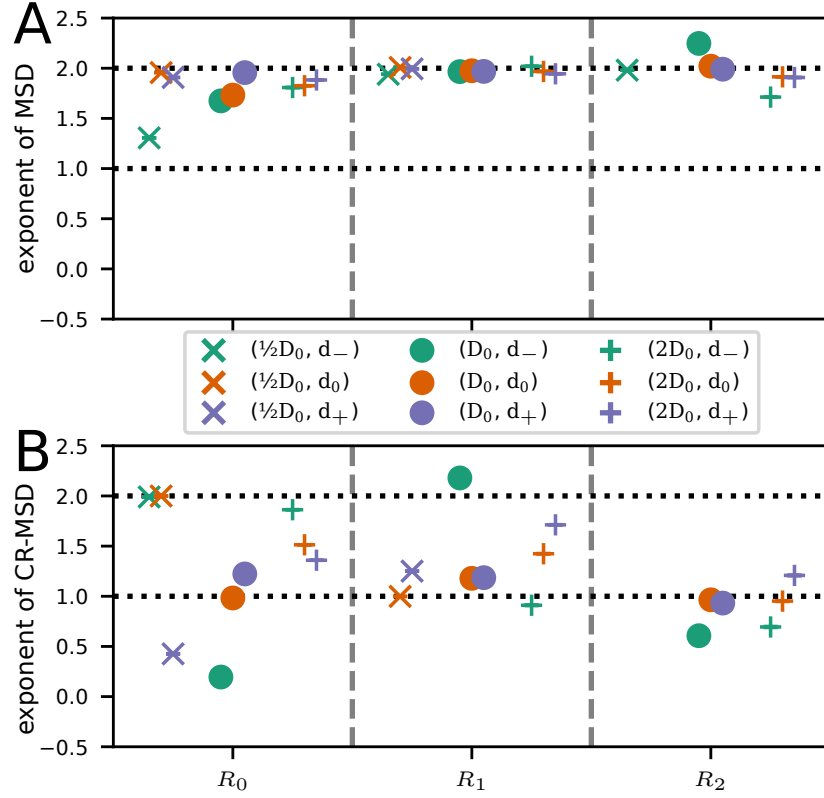 A
exponent of MSD
2.5
2.0
1.5
1.0
0.5
0.0
−0.5
(½D₀, d₋) (D₀, d₋) (2D₀, d₋)
(½D₀, d₀) (D₀, d₀) (2D₀, d₀)
(½D₀, d₊) (D₀, d₊) (2D₀, d₊)
B
exponent of CR-MSD
2.5
2.0
1.5
1.0
0.5
0.0
−0.5
R₀ R₁ R₂